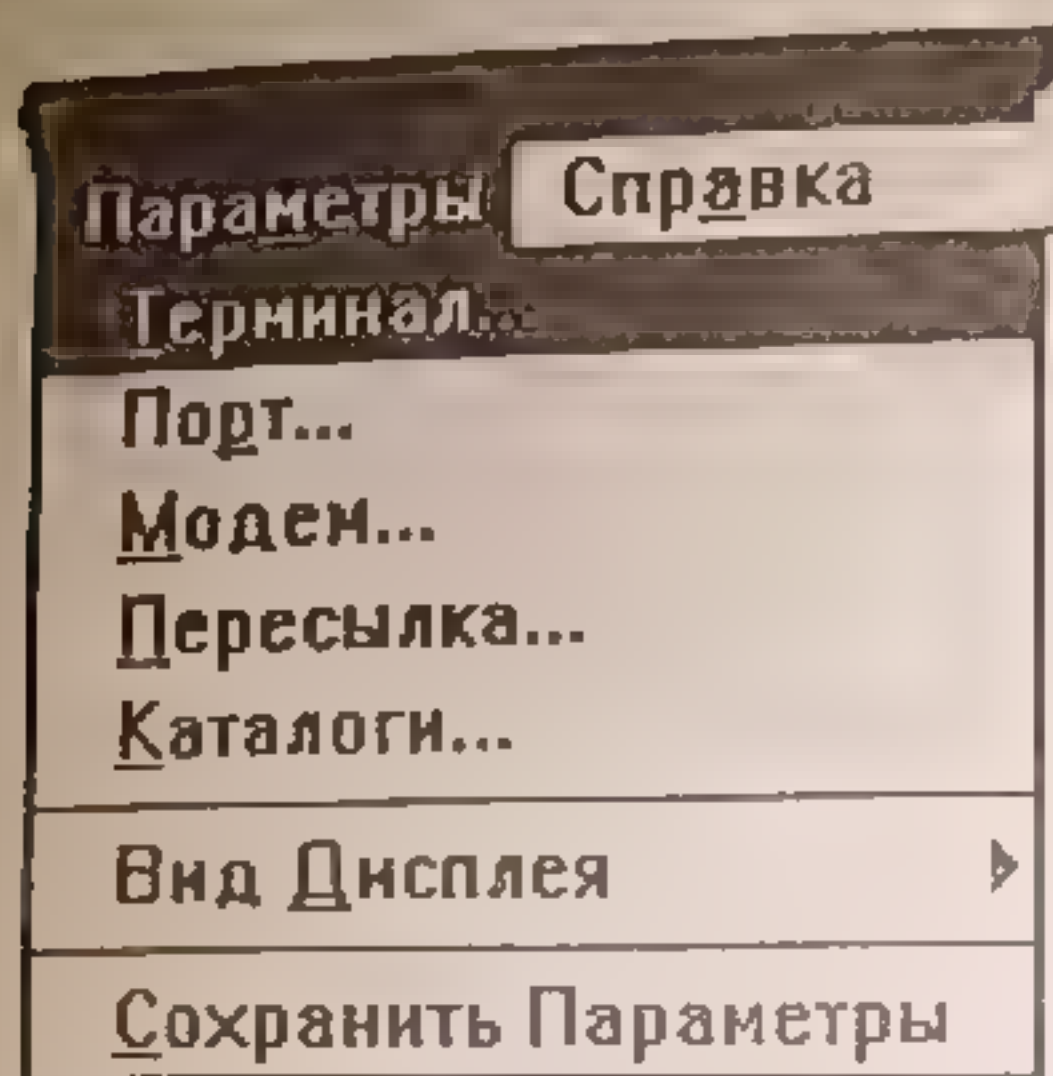 Параметры Справка
Терминал...
Порт...
Модем...
Пересылка...
Каталоги...
Вид Дисплея
Сохранить Параметры